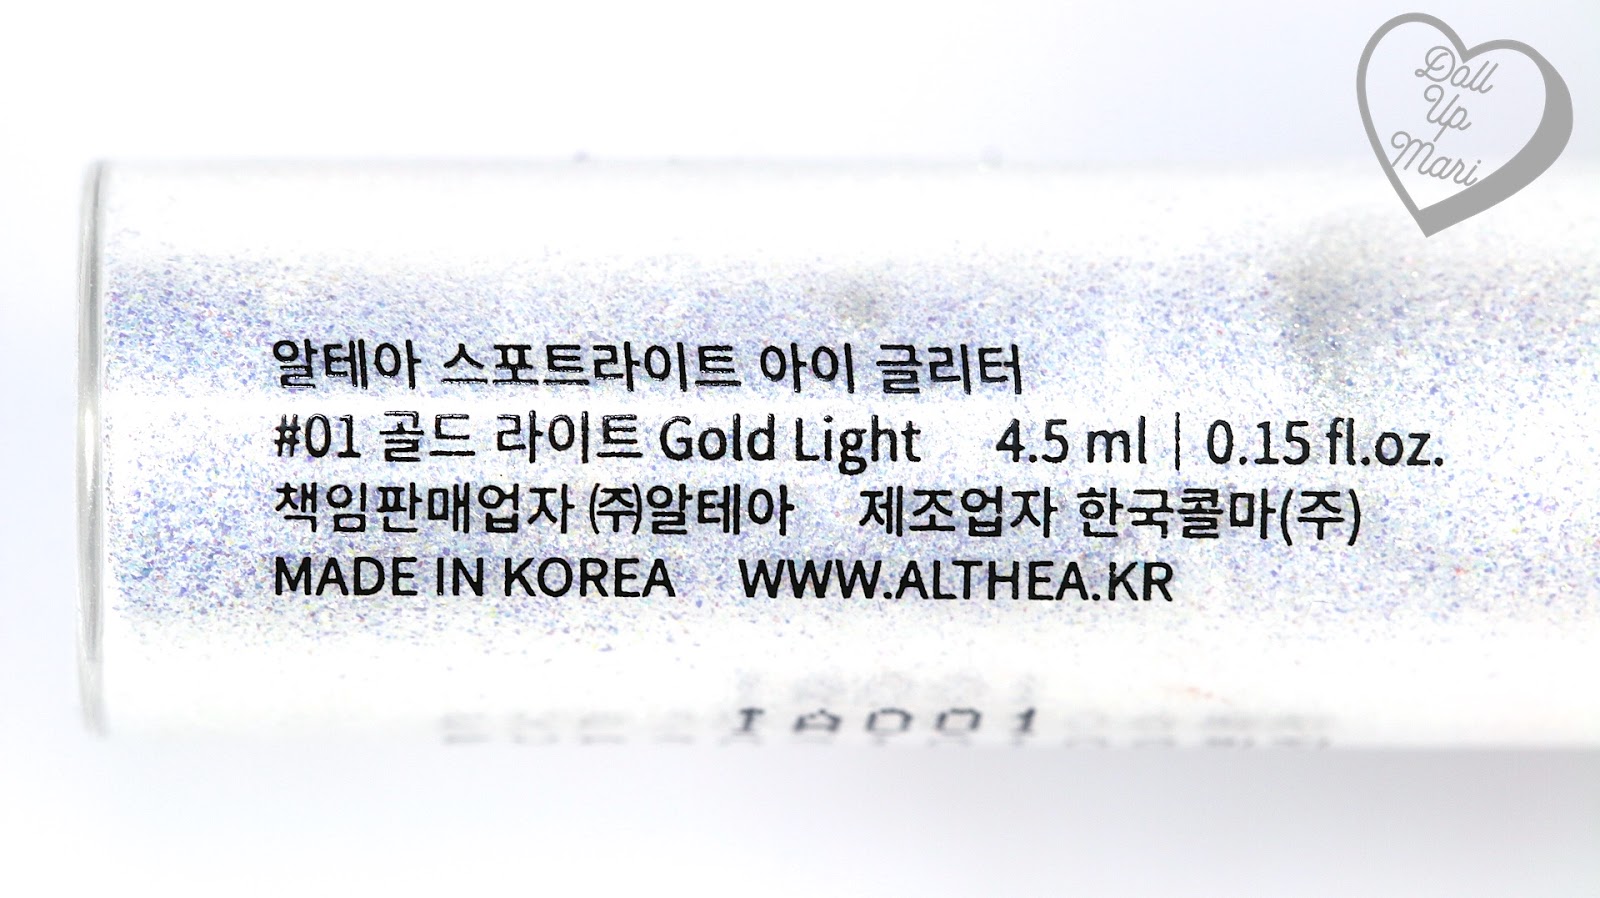 Doll
Up
Mari
알테아 스포트라이트 아이 글리터
#01 골드 라이트 Gold Light 4.5 ml | 0.15 fl.oz.
책임판매업자 ㈜알테아 제조업자 한국콜마(주)
MADE IN KOREA WWW.ALTHEA.KR